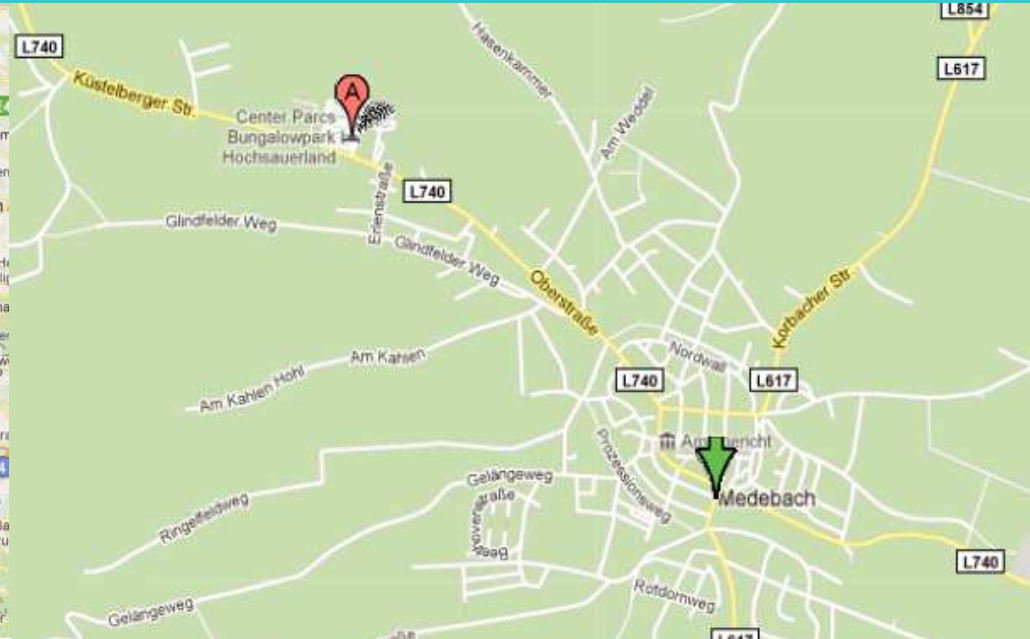 L854
L740
L617
Hasenkammer
Küstelberger Str.
A
Center Parcs
Bungalowpark
Hochsauerland
Am Weddel
L740
Erlenstraße
Glindfelder Weg
Glindfelder Weg
Oberstraße
Korbacher Str.
Nordwall
Am Kahlen
L740
L617
Am Kahlen Hohl
Prozessionsweg
Gelängeweg
Medebach
Ringelfeldweg
L740
Rotdornweg
Gelängeweg
L617